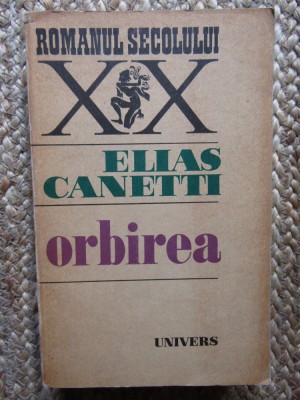 ROMANUL SECOLULUI
XX
ELIAS
CANETTI
orbirea
UNIVERS